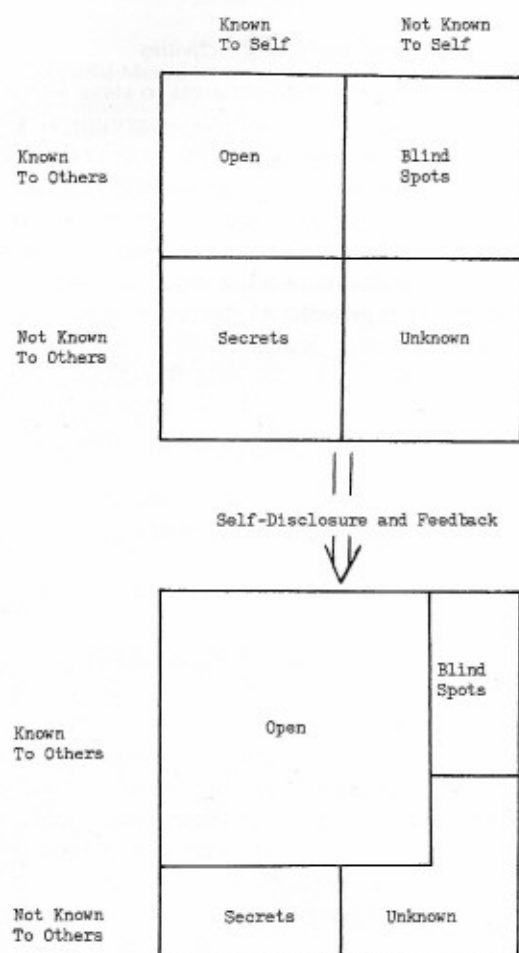 Known Not Known
To Self To Self
Known
To Others
Open
Blind
Spots
Not Known
To Others
Secrets
Unknown
Self-Disclosure and Feedback
Blind
Spots
Open
Known
To Others
Not Known
To Others
Secrets
Unknown